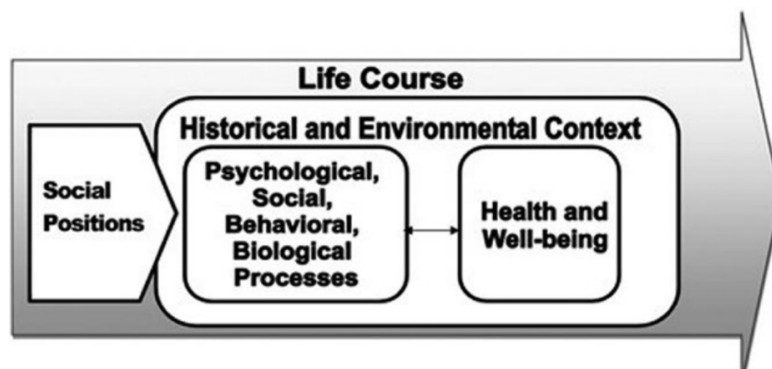 Life Course
Historical and Environmental Context
Social
Positions
Psychological,
Social,
Behavioral,
Biological
Processes
Health and
Well-being